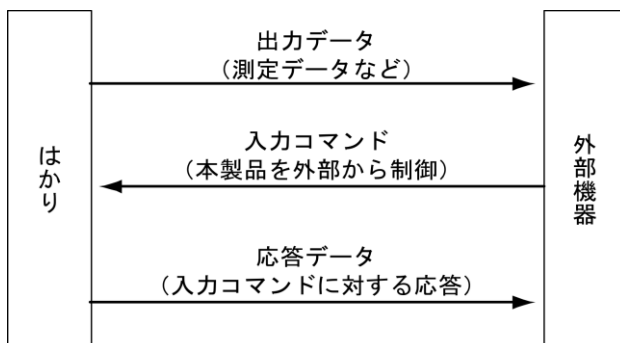 出力データ
（測定データなど）
入力コマンド
（本製品を外部から制御）
応答データ
（入力コマンドに対する応答）
はかり
外部機器